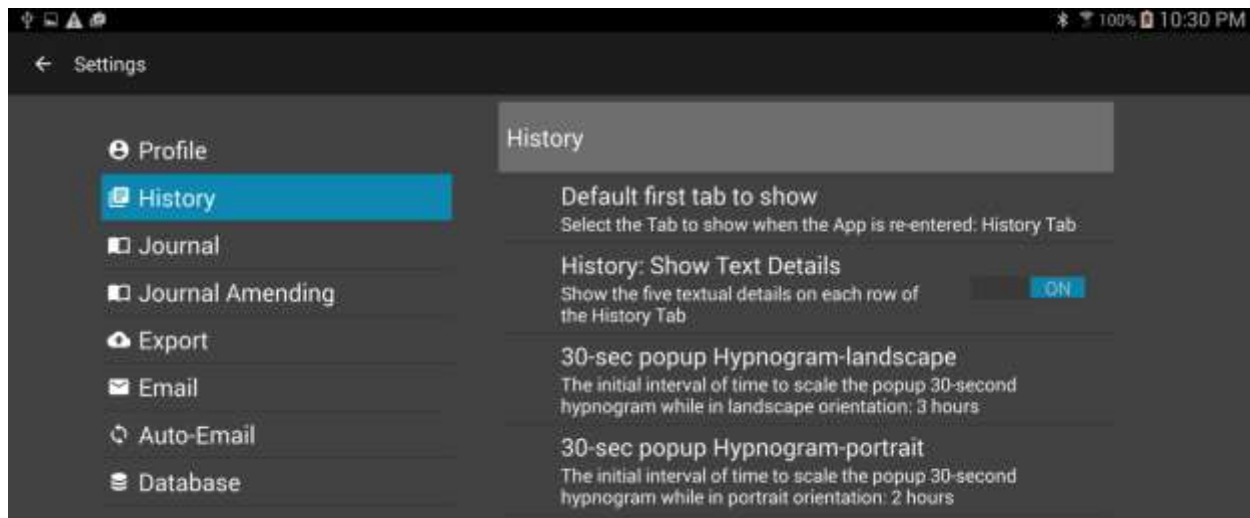 100% 10:30 PM
Settings
Profile
History
Journal
Journal Amending
Export
Email
Auto-Email
Database
History
Default first tab to show
Select the Tab to show when the App is re-entered: History Tab
History: Show Text Details
Show the five textual details on each row of
the History Tab
ON
30-sec popup Hypnogram-landscape
The initial interval of time to scale the popup 30-second
hypnogram while in landscape orientation: 3 hours
30-sec popup Hypnogram-portrait
The initial interval of time to scale the popup 30-second
hypnogram while in portrait orientation: 2 hours